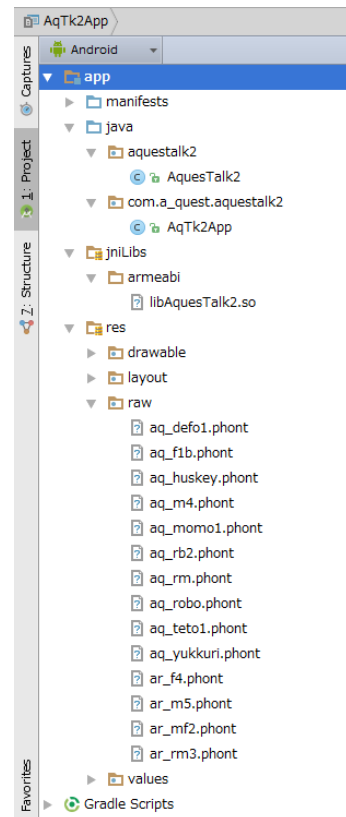 AqTk2App
Android
Captures
1: Project
7: Structure
Favorites
app
manifests
java
aquestalk2
AquesTalk2
com.a_quest.aquestalk2
AqTk2App
jniLibs
armeabi
libAquesTalk2.so
res
drawable
layout
raw
aq_defo1.phont
aq_f1b.phont
aq_huskey.phont
aq_m4.phont
aq_momo1.phont
aq_rb2.phont
aq_rm.phont
aq_robo.phont
aq_teto1.phont
aq_yukkuri.phont
ar_f4.phont
ar_m5.phont
ar_mf2.phont
ar_rm3.phont
values
Gradle Scripts